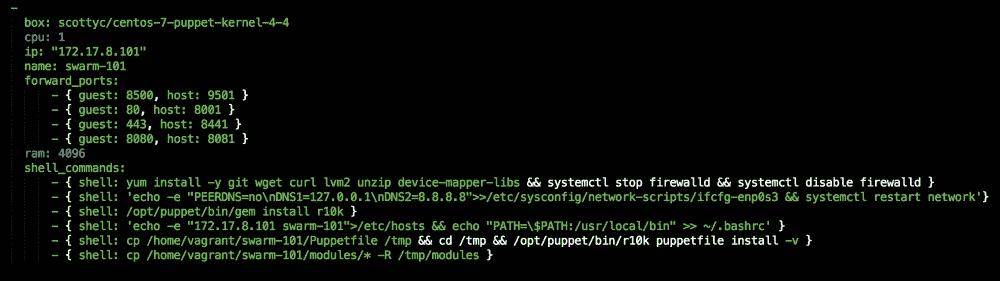 -
box: scottyc/centos-7-puppet-kernel-4-4
cpu: 1
ip: "172.17.8.101"
name: swarm-101
forward_ports:
- { guest: 8500, host: 9501 }
- { guest: 80, host: 8001 }
- { guest: 443, host: 8441 }
- { guest: 8080, host: 8081 }
ram: 4096
shell_commands:
- { shell: yum install -y git wget curl lvm2 unzip device-mapper-libs && systemctl stop firewalld && systemctl disable firewalld }
- { shell: 'echo -e "PEERDNS=no\nDNS1=127.0.0.1\nDNS2=8.8.8.8">>/etc/sysconfig/network-scripts/ifcfg-enp0s3 && systemctl restart network'}
- { shell: /opt/puppet/bin/gem install r10k }
- { shell: 'echo -e "172.17.8.101 swarm-101">/etc/hosts && echo "PATH=\$PATH:/usr/local/bin" >> ~/.bashrc' }
- { shell: cp /home/vagrant/swarm-101/Puppetfile /tmp && cd /tmp && /opt/puppet/bin/r10k puppetfile install -v }
- { shell: cp /home/vagrant/swarm-101/modules/* -R /tmp/modules }